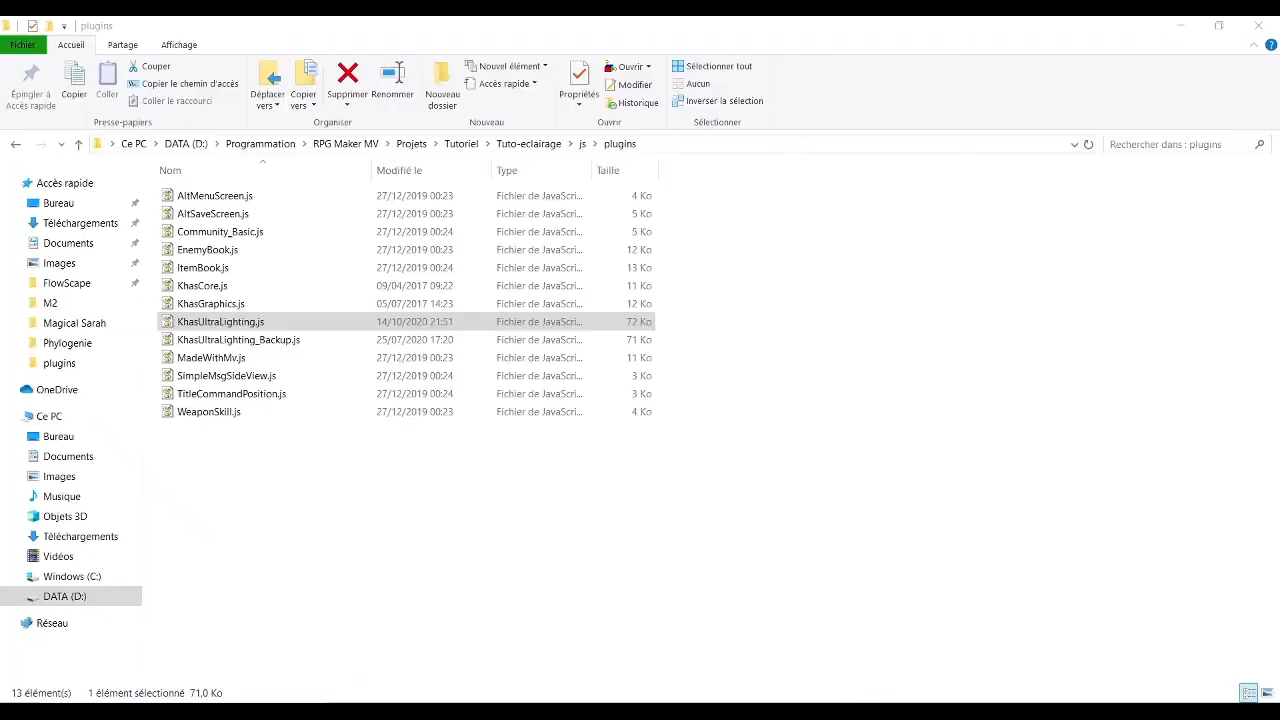 plugins
Fichier Accueil Partage Affichage
Épingler à Accès rapide
Copier
Coller
Couper
Copier le chemin d'accès
Coller le raccourci
Presse-papiers
Déplacer vers
Copier vers
Supprimer
Renommer
Organiser
Nouveau dossier
Nouvel élément
Accès rapide
Nouveau
Propriétés
Ouvrir
Modifier
Historique
Ouvrir
Sélectionner tout
Aucun
Inverser la sélection
Sélectionner
Ce PC > DATA (D:) > Programmation > RPG Maker MV > Projets > Tutoriel > Tuto-eclairage > js > plugins
Rechercher dans : plugins
Accès rapide
Bureau
Téléchargements
Documents
Images
FlowScape
M2
Magical Sarah
Phylogenie
plugins
OneDrive
Ce PC
Bureau
Documents
Images
Musique
Objets 3D
Téléchargements
Vidéos
Windows (C:)
DATA (D:)
Réseau
Nom Modifié le Type Taille
AltMenuScreen.js 27/12/2019 00:23 Fichier de JavaScri... 4 Ko
AltSaveScreen.js 27/12/2019 00:23 Fichier de JavaScri... 5 Ko
Community_Basic.js 27/12/2019 00:24 Fichier de JavaScri... 5 Ko
EnemyBook.js 27/12/2019 00:23 Fichier de JavaScri... 12 Ko
ItemBook.js 27/12/2019 00:24 Fichier de JavaScri... 13 Ko
KhasCore.js 09/04/2017 09:22 Fichier de JavaScri... 11 Ko
KhasGraphics.js 05/07/2017 14:23 Fichier de JavaScri... 12 Ko
KhasUltraLighting.js 14/10/2020 21:51 Fichier de JavaScri... 72 Ko
KhasUltraLighting_Backup.js 25/07/2020 17:20 Fichier de JavaScri... 71 Ko
MadeWithMv.js 27/12/2019 00:23 Fichier de JavaScri... 11 Ko
SimpleMsgSideView.js 27/12/2019 00:24 Fichier de JavaScri... 3 Ko
TitleCommandPosition.js 27/12/2019 00:24 Fichier de JavaScri... 3 Ko
WeaponSkill.js 27/12/2019 00:23 Fichier de JavaScri... 4 Ko
13 élément(s) 1 élément sélectionné 71,0 Ko